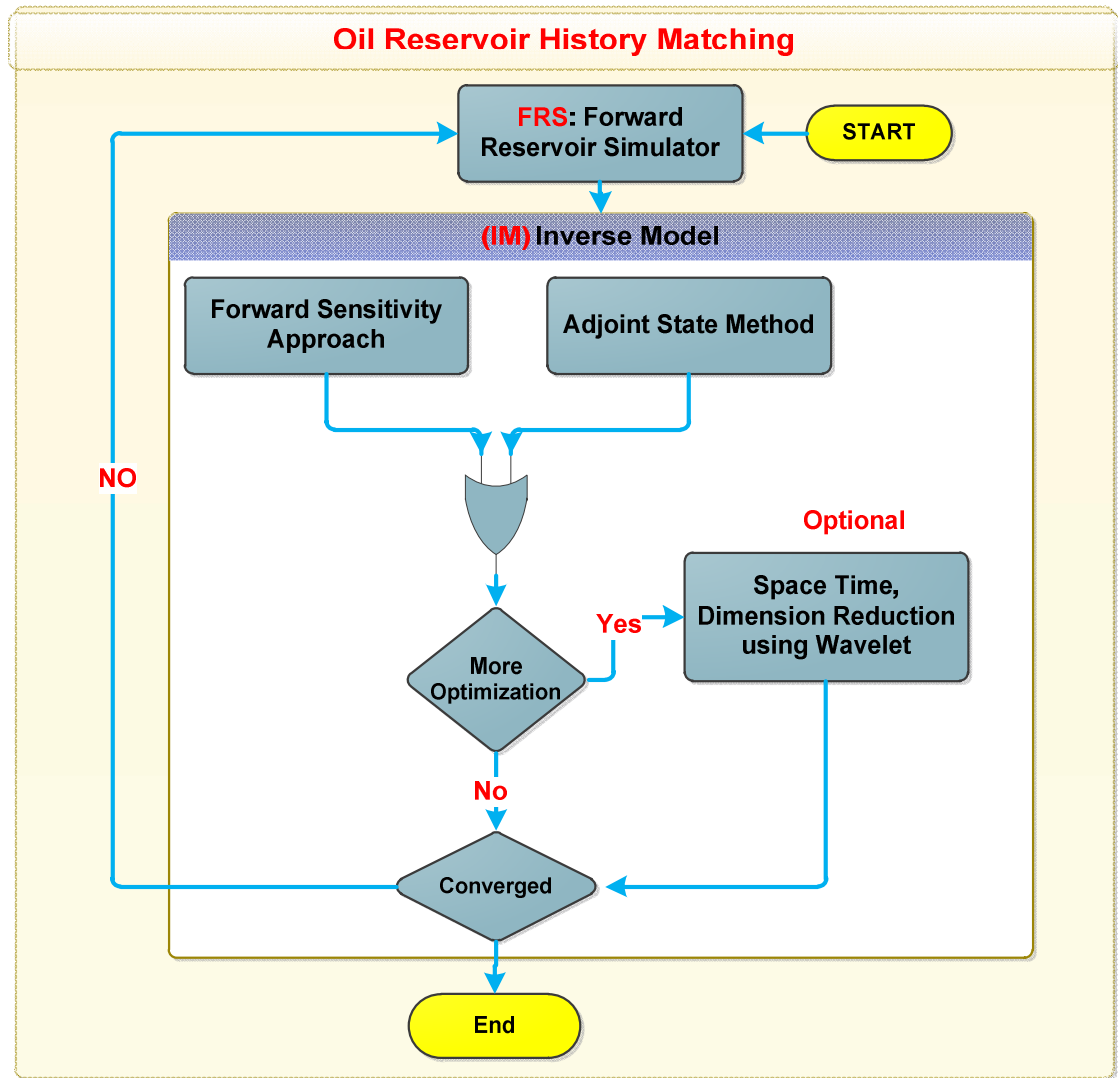 Oil Reservoir History Matching
FRS: Forward
Reservoir Simulator
START
(IM) Inverse Model
Forward Sensitivity
Approach
Adjoint State Method
NO
Optional
Space Time,
Dimension Reduction
using Wavelet
Yes
More
Optimization
No
Converged
End